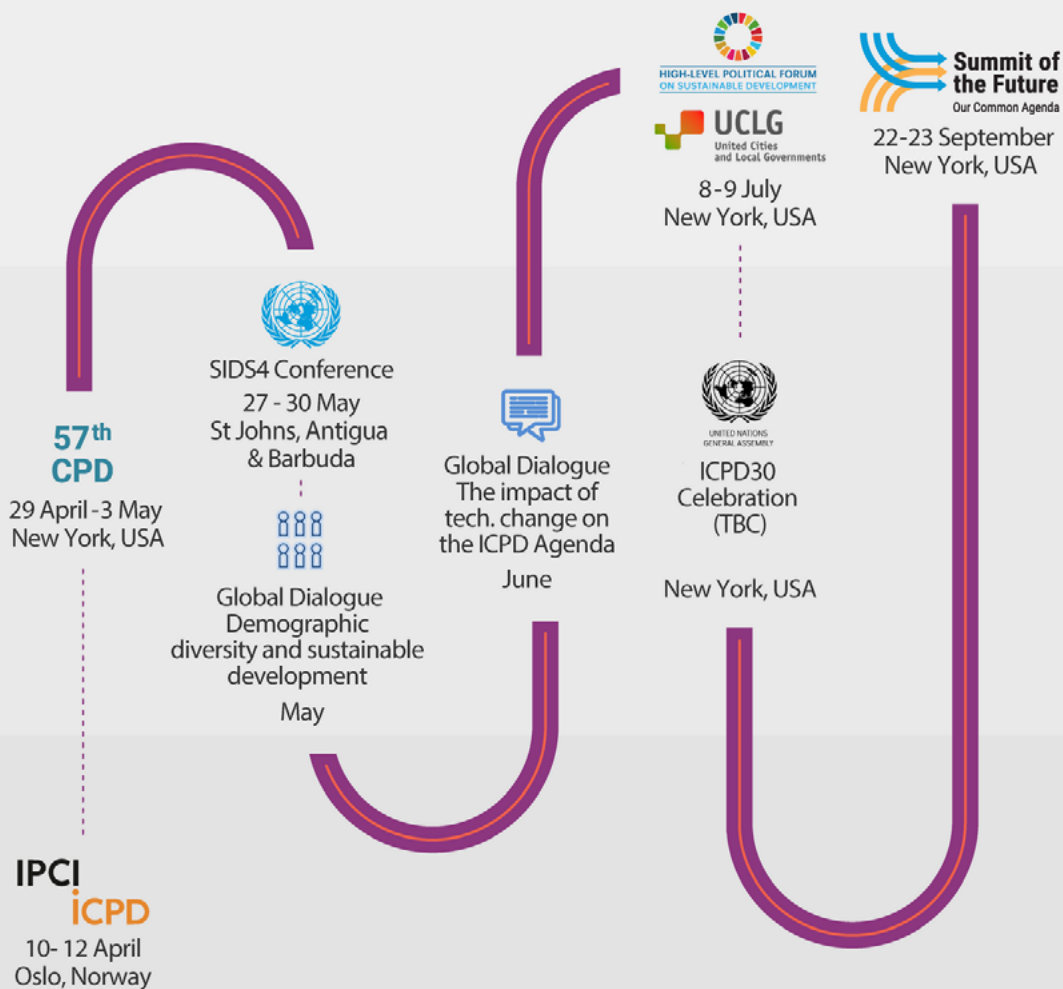 IPCI
iCPD
10- 12 April
Oslo, Norway
57th
CPD
29 April -3 May
New York, USA
SIDS4 Conference
27 - 30 May
St Johns, Antigua
& Barbuda
Global Dialogue
Demographic
diversity and sustainable
development
May
Global Dialogue
The impact of
tech. change on
the ICPD Agenda
June
HIGH-LEVEL POLITICAL FORUM
ON SUSTAINABLE DEVELOPMENT
UCLG
United Cities
and Local Governments
8-9 July
New York, USA
UNITED NATIONS
GENERAL ASSEMBLY
ICPD30
Celebration
(TBC)
New York, USA
Summit of
the Future
Our Common Agenda
22-23 September
New York, USA